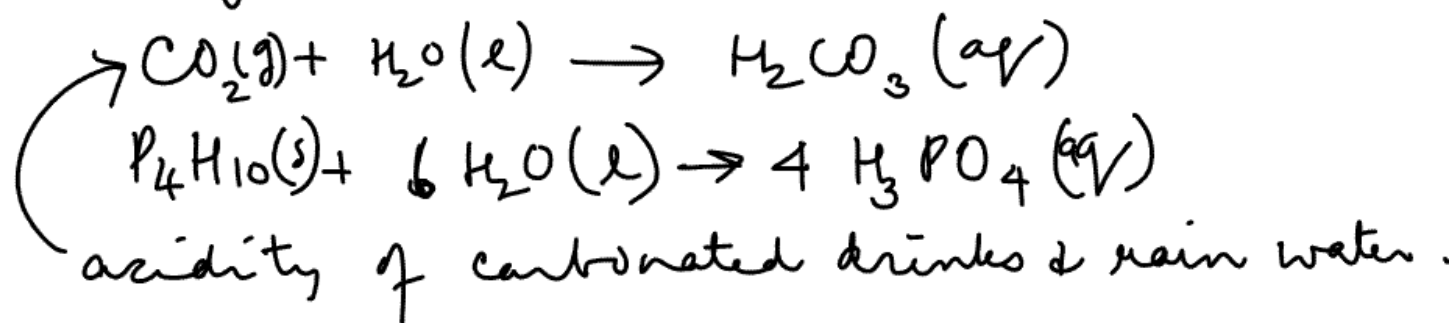 CO₂(g) + H₂O(l) → H₂CO₃(aq)
P₄H₁₀(s) + 6 H₂O(l) → 4 H₃PO₄(aq)
acidity of carbonated drinks & rain water.